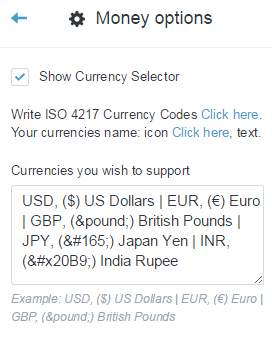 Money options
Show Currency Selector
Write ISO 4217 Currency Codes Click here.
Your currencies name: icon Click here, text.
Currencies you wish to support
USD, ($) US Dollars | EUR, (€) Euro
| GBP, (&pound;) British Pounds |
JPY, (&#165;) Japan Yen | INR,
(&#x20B9;) India Rupee
Example: USD, ($) US Dollars | EUR, (€) Euro |
GBP, (&pound;) British Pounds